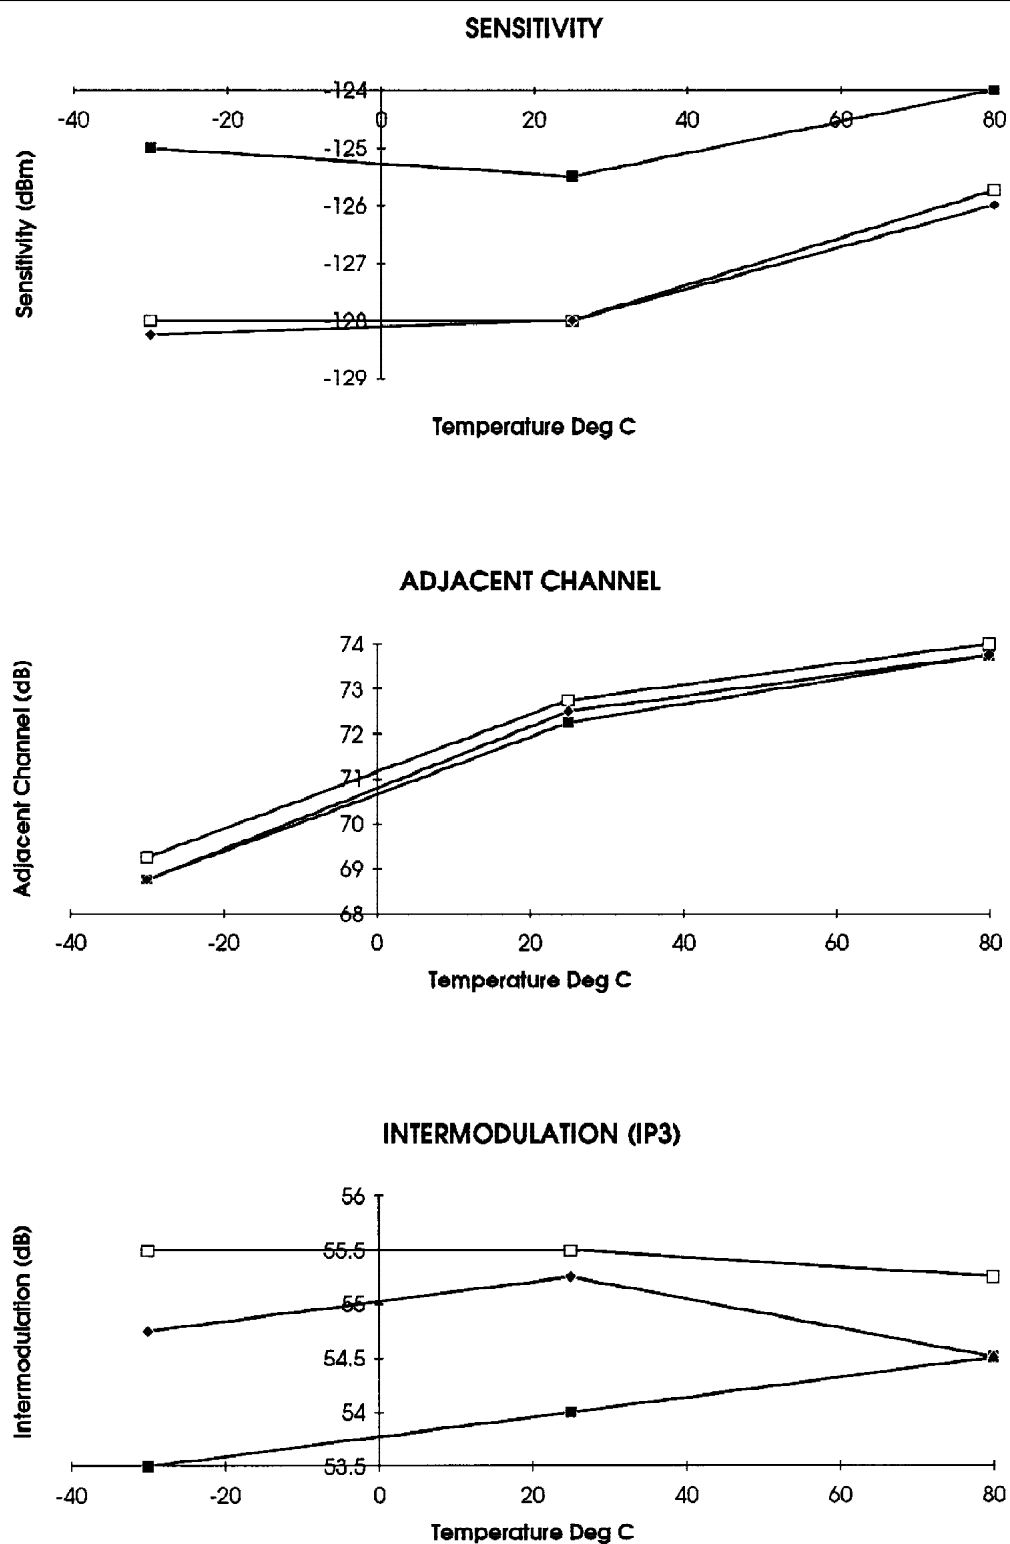 SENSITIVITY
-124
-40 -20 0 20 40 60 80
-125
-126
-127
-128
-129
Sensitivity (dBm)
Temperature Deg C
ADJACENT CHANNEL
74
73
72
71
70
69
68
Adjacent Channel (dB)
-40 -20 0 20 40 60 80
Temperature Deg C
INTERMODULATION (IP3)
56
55.5
55
54.5
54
53.5
Intermodulation (dB)
-40 -20 0 20 40 60 80
Temperature Deg C